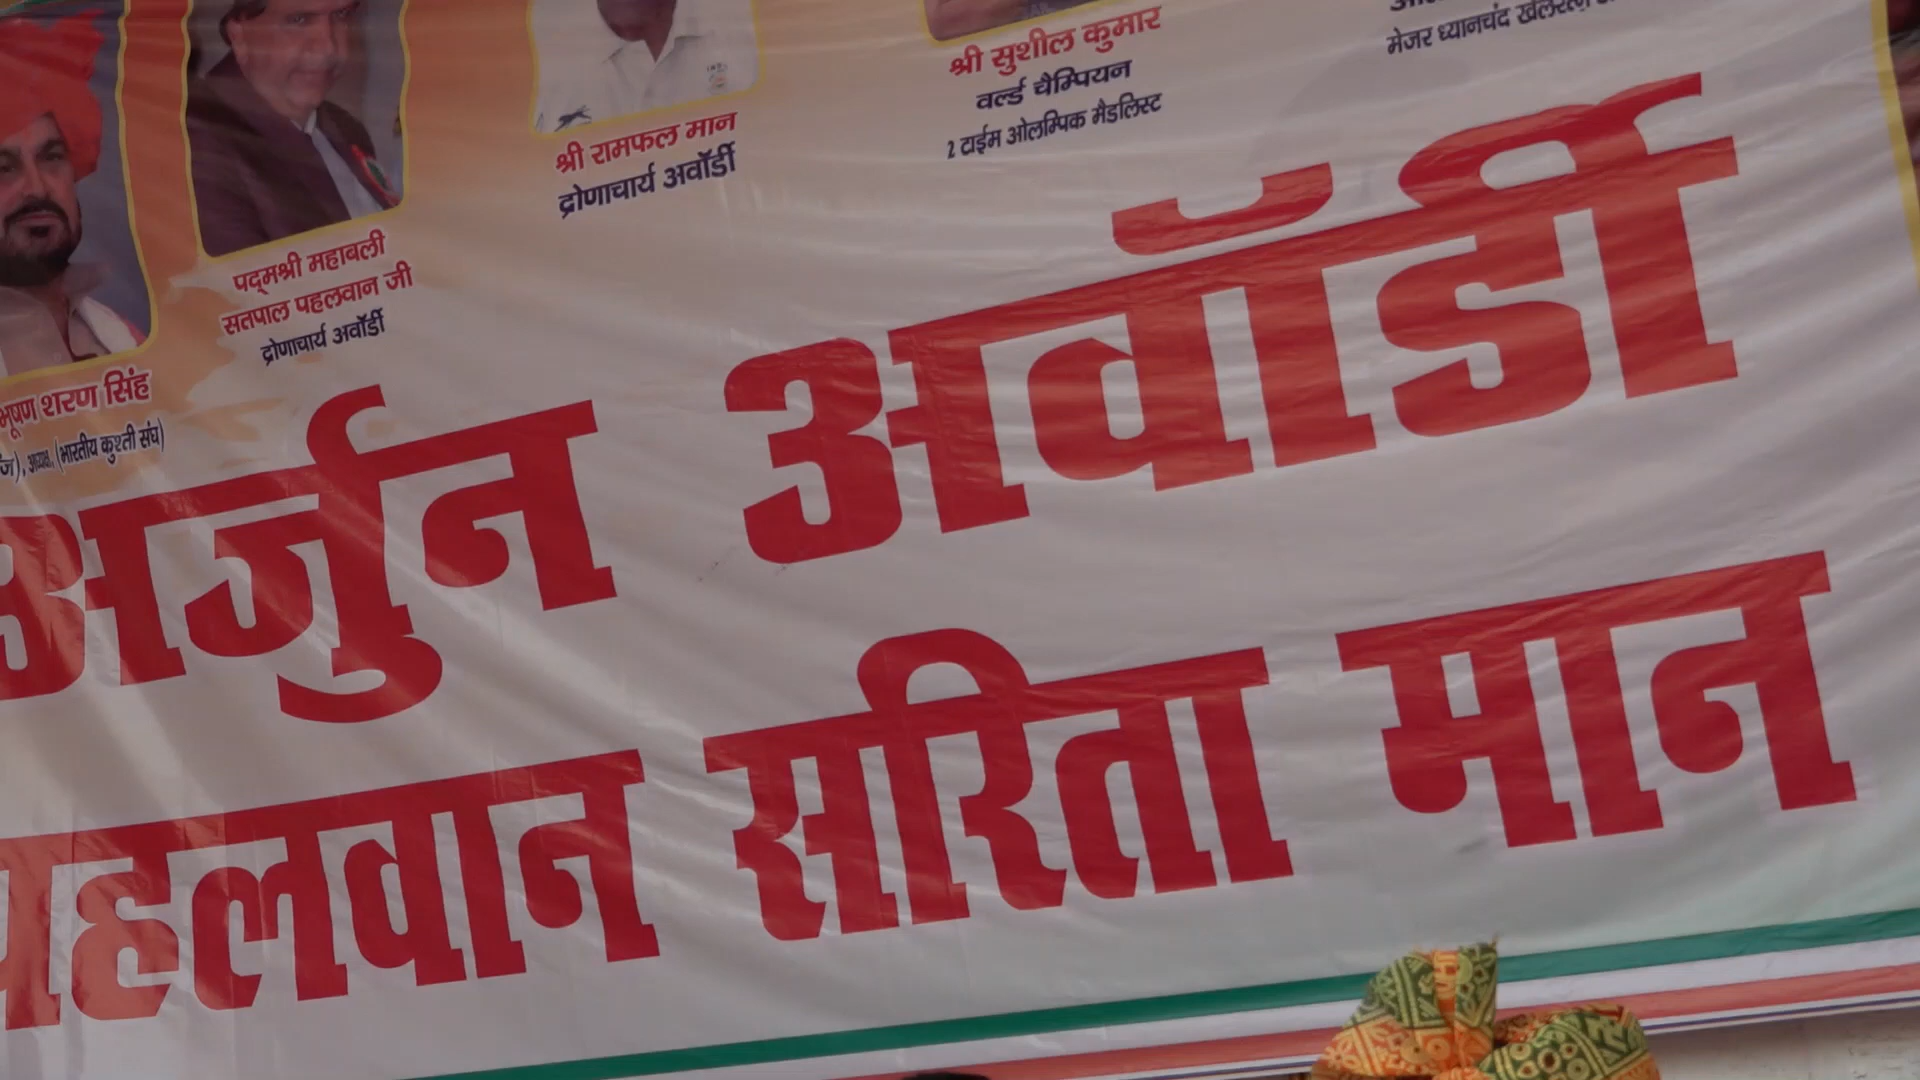 श्री सुशील कुमार
वर्ल्ड चैम्पियन
2 टाईम ओलम्पिक मैडलिस्ट
मेजर ध्यानचंद खेलरत्न
श्री रामफल मान
द्रोणाचार्य अवॉर्डी
पद्मश्री महाबली
सतपाल पहलवान जी
द्रोणाचार्य अवॉर्डी
भूषण शरण सिंह
अध्यक्ष, (भारतीय कुश्ती संघ)
अर्जुन अवॉर्डी
पहलवान सरिता मान